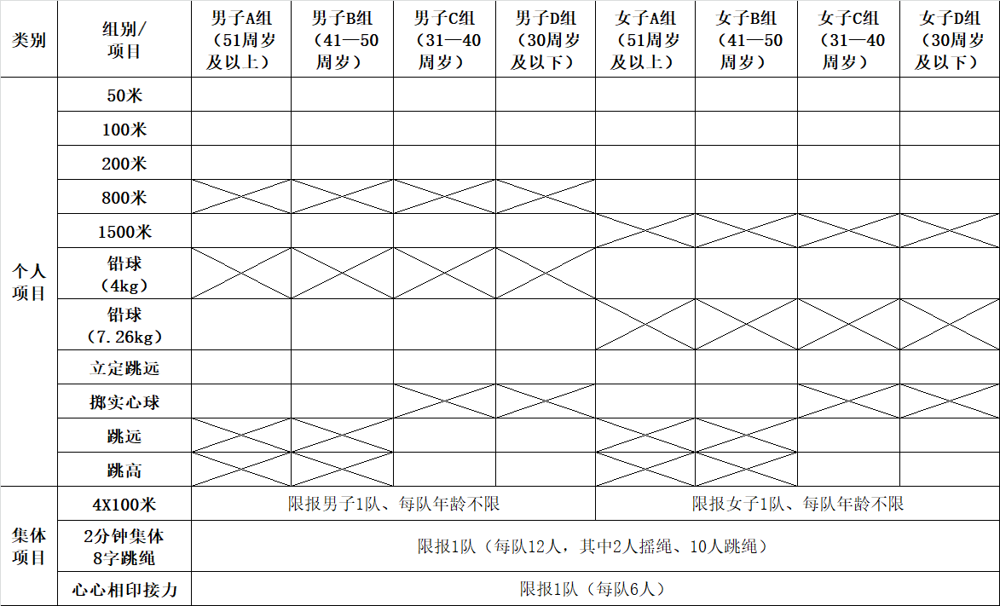 类别
组别/
项目
男子A组
（51周岁
及以上）
男子B组
（41—50
周岁）
男子C组
（31—40
周岁）
男子D组
（30周岁
及以下）
女子A组
（51周岁
及以上）
女子B组
（41—50
周岁）
女子C组
（31—40
周岁）
女子D组
（30周岁
及以下）
个人
项目
50米
100米
200米
800米
1500米
铅球
（4kg）
铅球
（7.26kg）
立定跳远
掷实心球
跳远
跳高
集体
项目
4X100米
限报男子1队、每队年龄不限
限报女子1队、每队年龄不限
2分钟集体
8字跳绳
限报1队（每队12人，其中2人摇绳、10人跳绳）
心心相印接力
限报1队（每队6人）